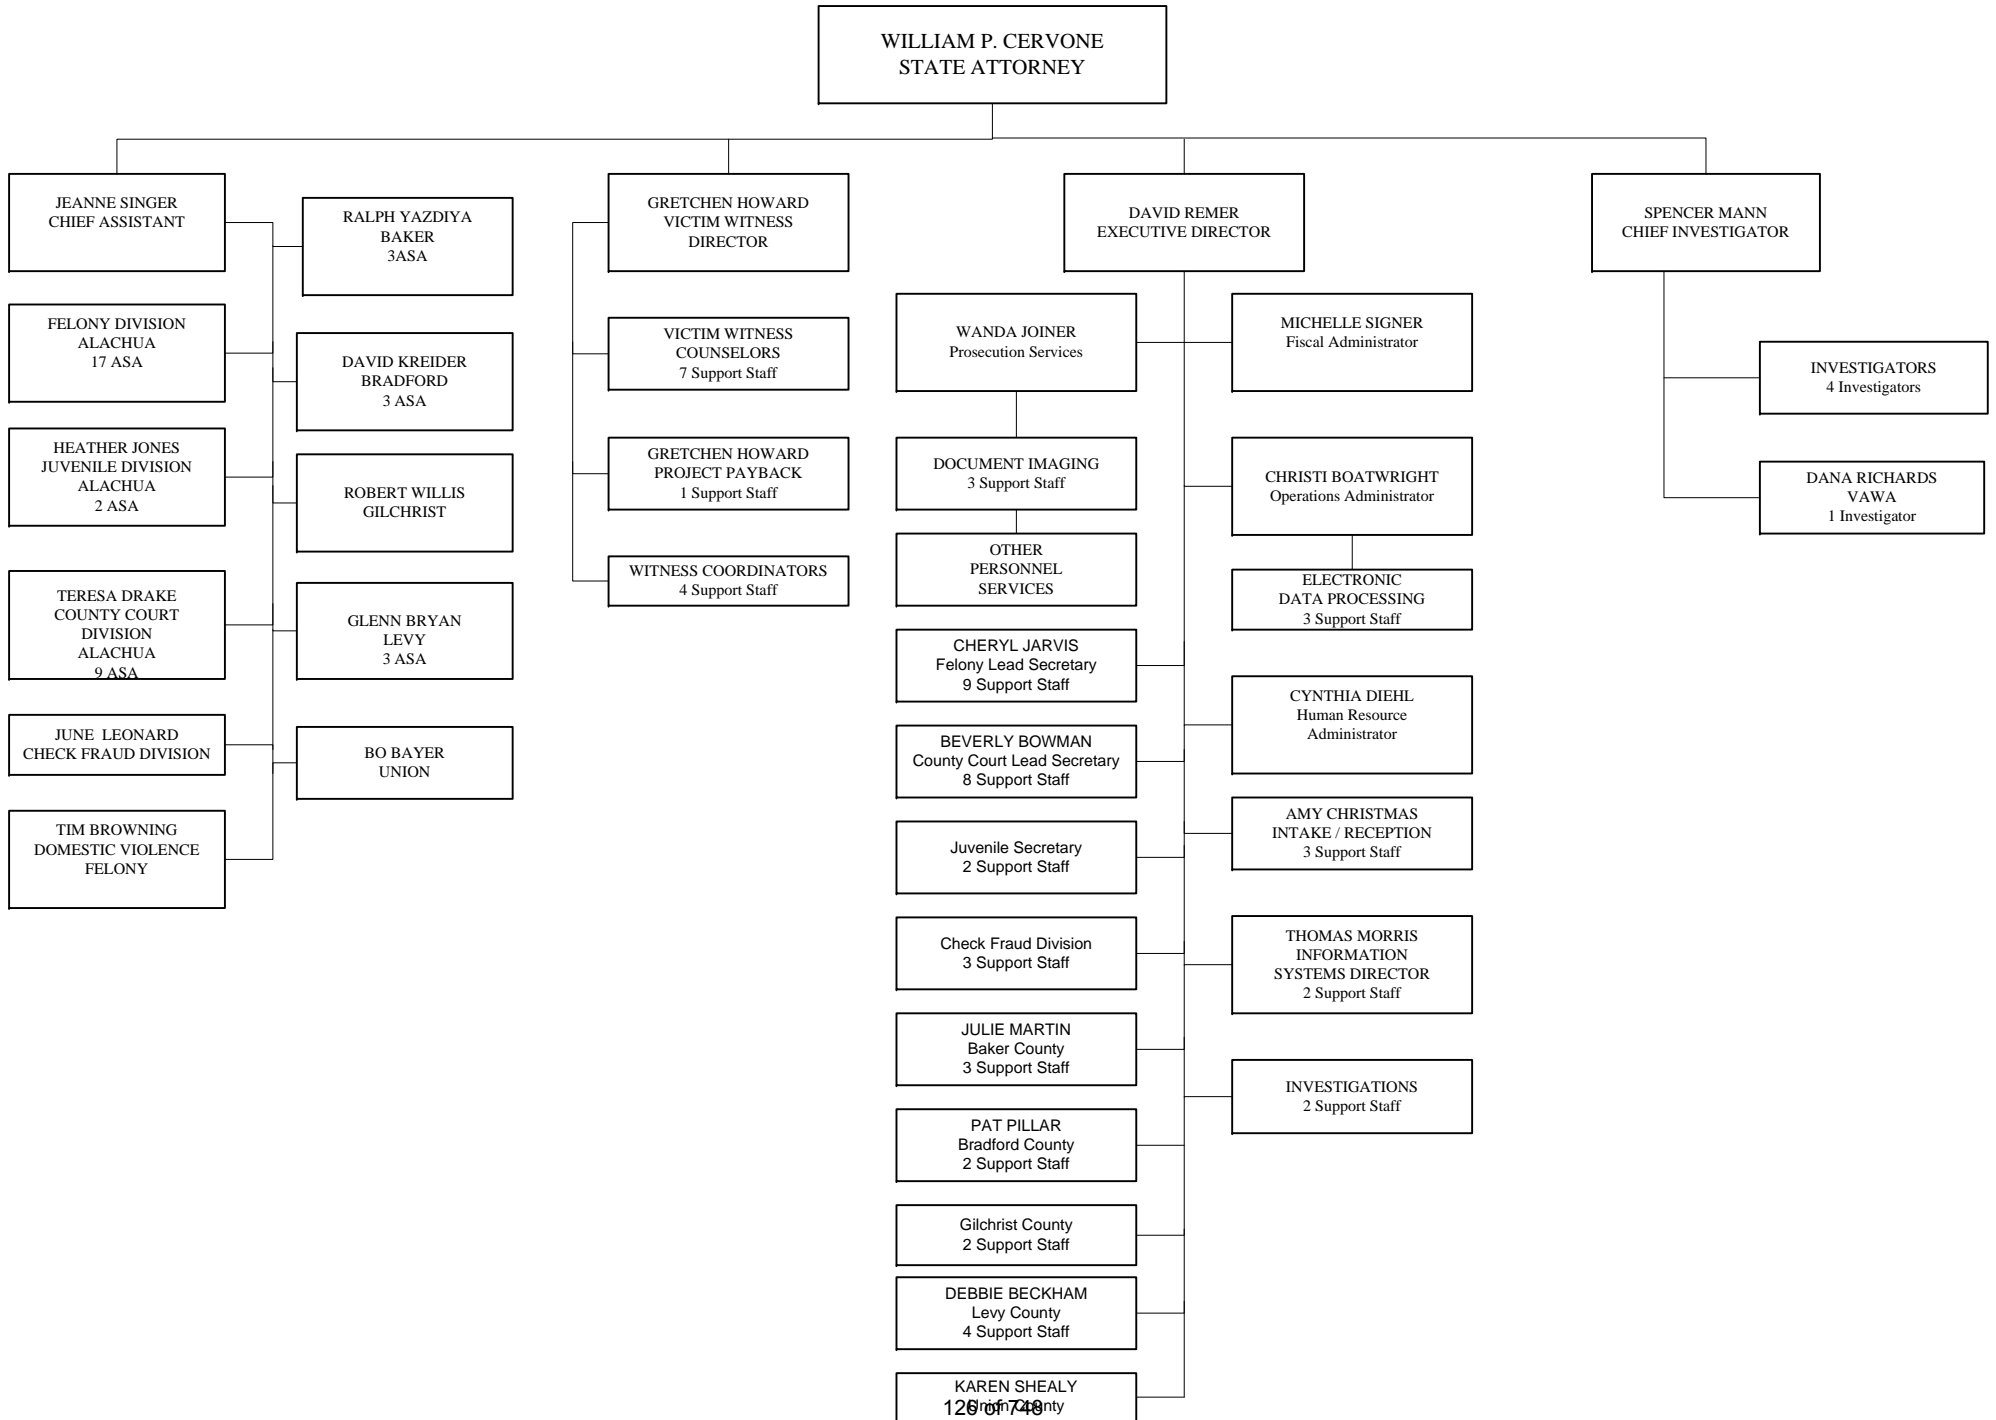 WILLIAM P. CERVONE
STATE ATTORNEY
JEANNE SINGER
CHIEF ASSISTANT
FELONY DIVISION
ALACHUA
17 ASA
HEATHER JONES
JUVENILE DIVISION
ALACHUA
2 ASA
TERESA DRAKE
COUNTY COURT
DIVISION
ALACHUA
9 ASA
JUNE LEONARD
CHECK FRAUD DIVISION
TIM BROWNING
DOMESTIC VIOLENCE
FELONY
RALPH YAZDIYA
BAKER
3ASA
DAVID KREIDER
BRADFORD
3 ASA
ROBERT WILLIS
GILCHRIST
GLENN BRYAN
LEVY
3 ASA
BO BAYER
UNION
GRETCHEN HOWARD
VICTIM WITNESS
DIRECTOR
VICTIM WITNESS
COUNSELORS
7 Support Staff
GRETCHEN HOWARD
PROJECT PAYBACK
1 Support Staff
WITNESS COORDINATORS
4 Support Staff
DAVID REMER
EXECUTIVE DIRECTOR
WANDA JOINER
Prosecution Services
DOCUMENT IMAGING
3 Support Staff
OTHER
PERSONNEL
SERVICES
CHERYL JARVIS
Felony Lead Secretary
9 Support Staff
BEVERLY BOWMAN
County Court Lead Secretary
8 Support Staff
Juvenile Secretary
2 Support Staff
Check Fraud Division
3 Support Staff
JULIE MARTIN
Baker County
3 Support Staff
PAT PILLAR
Bradford County
2 Support Staff
Gilchrist County
2 Support Staff
DEBBIE BECKHAM
Levy County
4 Support Staff
KAREN SHEALY
Union County
MICHELLE SIGNER
Fiscal Administrator
CHRISTI BOATWRIGHT
Operations Administrator
ELECTRONIC
DATA PROCESSING
3 Support Staff
CYNTHIA DIEHL
Human Resource
Administrator
AMY CHRISTMAS
INTAKE / RECEPTION
3 Support Staff
THOMAS MORRIS
INFORMATION
SYSTEMS DIRECTOR
2 Support Staff
INVESTIGATIONS
2 Support Staff
SPENCER MANN
CHIEF INVESTIGATOR
INVESTIGATORS
4 Investigators
DANA RICHARDS
VAWA
1 Investigator
126 of 748